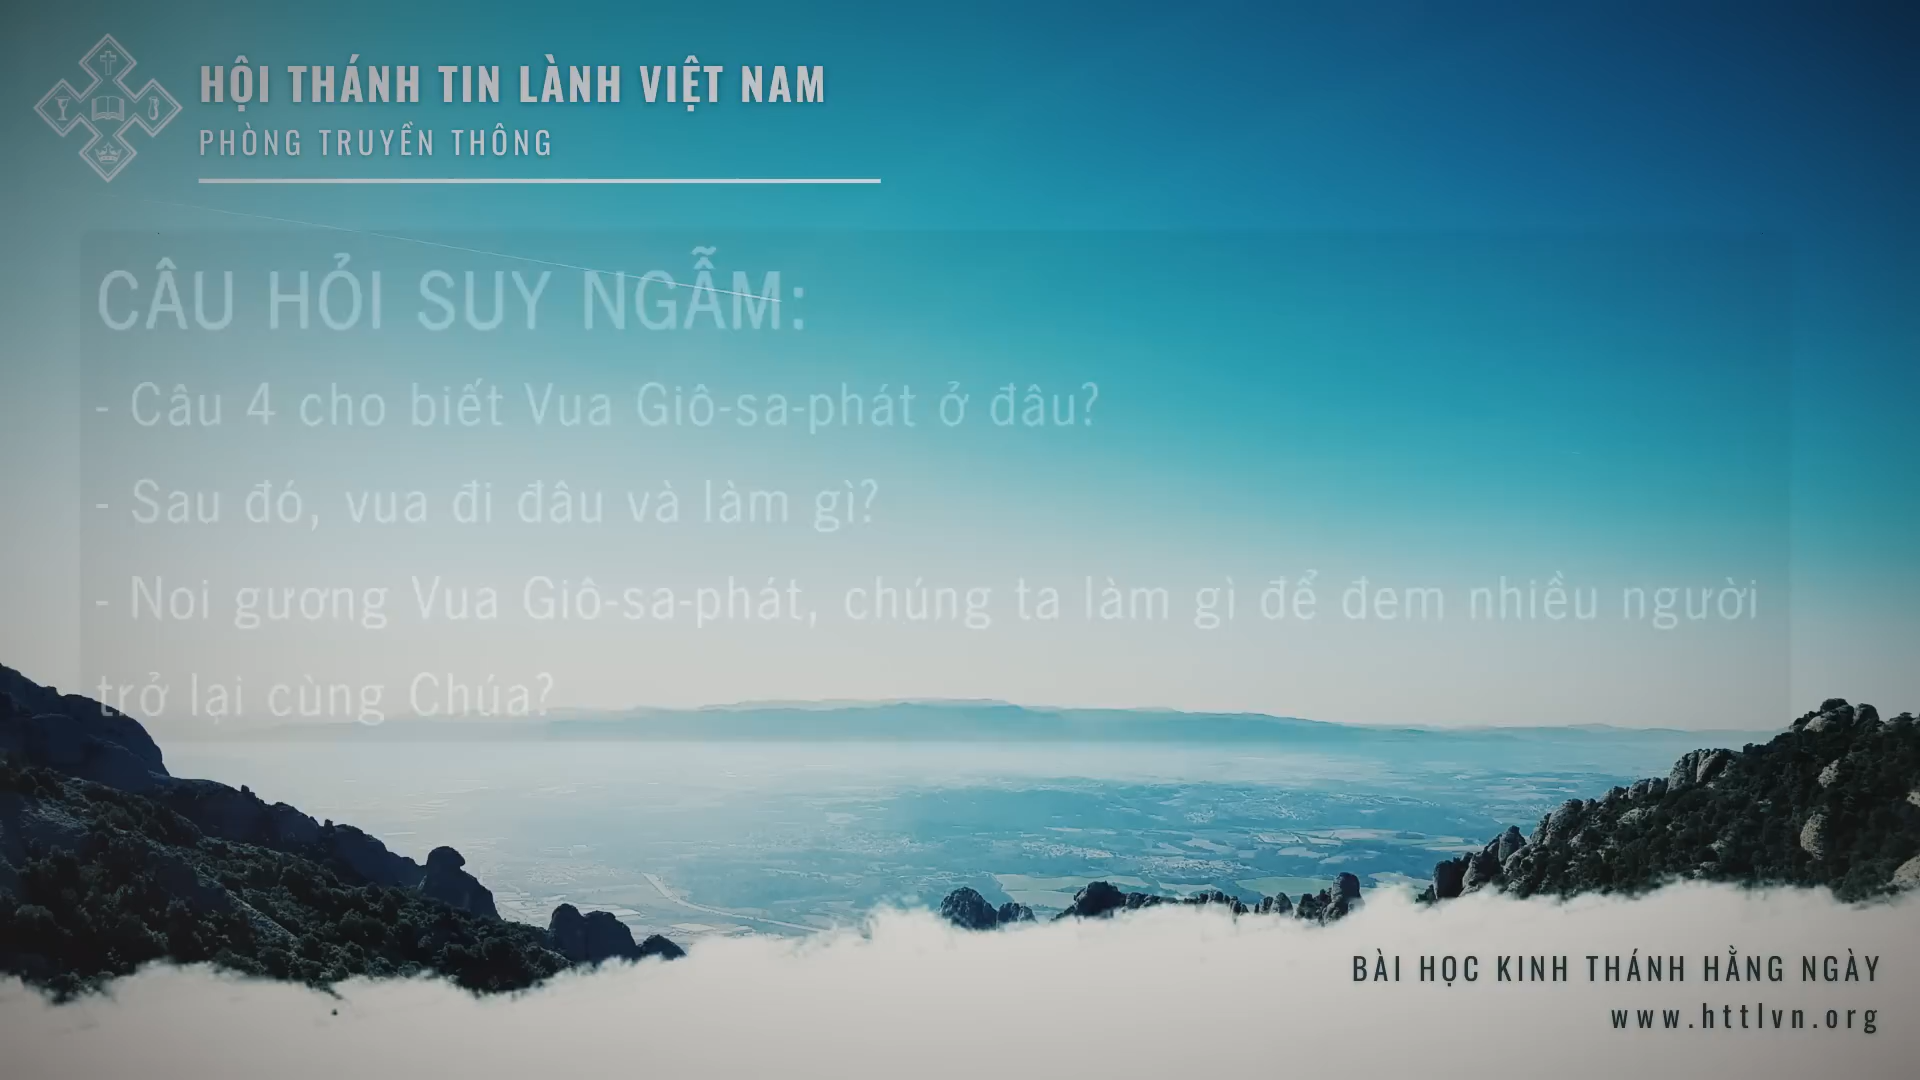 HỘI THÁNH TIN LÀNH VIỆT NAM
PHÒNG TRUYỀN THÔNG
CÂU HỎI SUY NGẪM:
- Câu 4 cho biết Vua Giô-sa-phát ở đâu?
- Sau đó, vua đi đâu và làm gì?
- Noi gương Vua Giô-sa-phát, chúng ta làm gì để đem nhiều người
trở lại cùng Chúa?
BÀI HỌC KINH THÁNH HẰNG NGÀY
www.httlvn.org